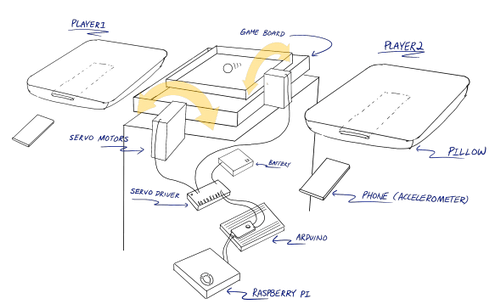 PLAYER1
GAME BOARD
PLAYER2
SERVO MOTORS
BATTERY
PILLOW
SERVO DRIVER
PHONE (ACCELEROMETER)
ARDUINO
RASPBERRY PI